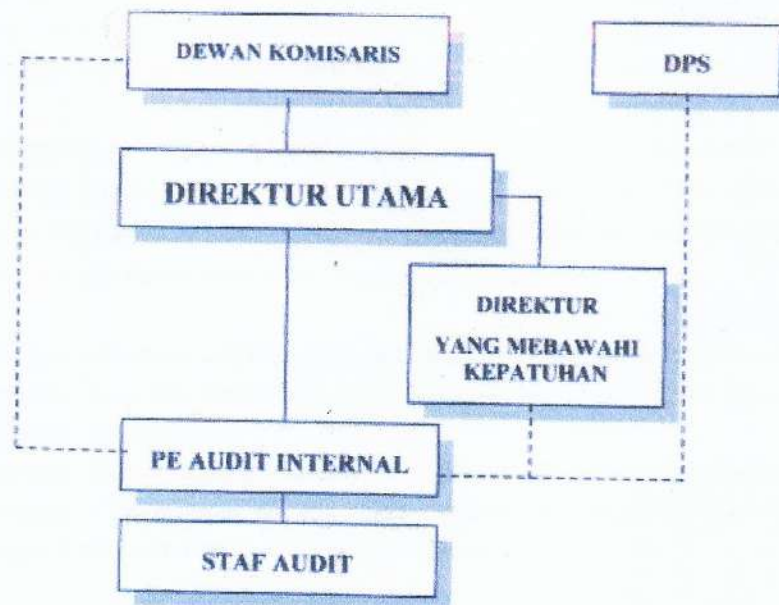 DEWAN KOMISARIS
DPS
DIREKTUR UTAMA
DIREKTUR
YANG MEBAWAHI
KEPATUHAN
PE AUDIT INTERNAL
STAF AUDIT